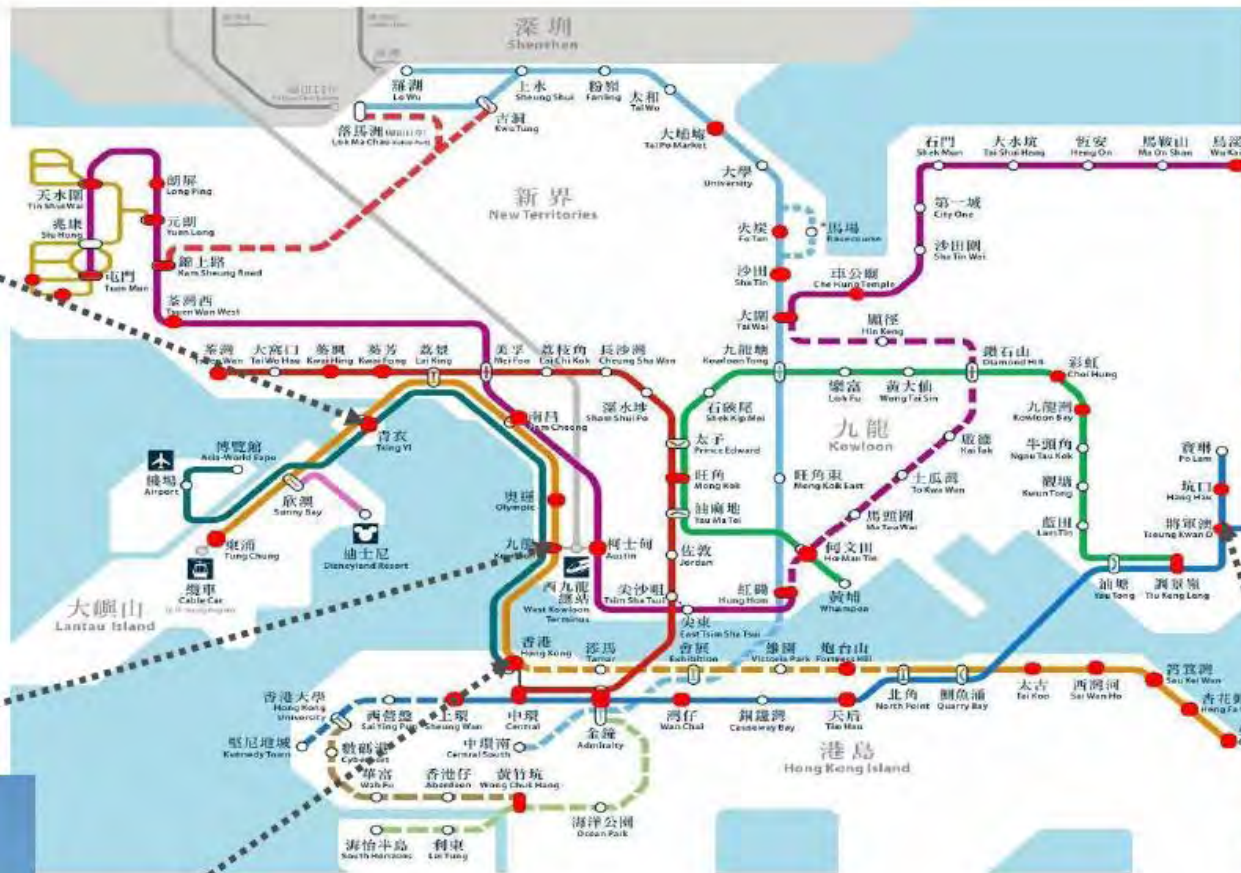 深圳
Shenzhen
羅湖
Lo Wu
上水
Sheung Shui
粉嶺
Fanling
太和
Tai Wo
大埔墟
Tai Po Market
落馬洲
Lok Ma Chau
古洞
Kwu Tung
大學
University
新界
New Territories
石門
Shek Mun
大水坑
Tai Shui Hang
恆安
Heng On
馬鞍山
Ma On Shan
天水圍
Tin Shui Wai
朗屏
Long Ping
兆康
Siu Hong
元朗
Yuen Long
第一城
City One
火炭
Fo Tan
馬場
Racecourse
沙田圍
Sha Tin Wai
屯門
Tuen Mun
錦上路
Kam Sheung Road
沙田
Sha Tin
車公廟
Che Kung Temple
荃灣西
Tsuen Wan West
大圍
Tai Wai
顯徑
Hin Keng
荃灣
Tsuen Wan
大窩口
Tai Wo Hau
葵興
Kwai Hing
葵芳
Kwai Fong
荔景
Lai King
美孚
Mei Foo
荔枝角
Lai Chi Kok
長沙灣
Cheung Sha Wan
九龍塘
Kowloon Tong
鑽石山
Diamond Hill
彩虹
Choi Hung
樂富
Lok Fu
黃大仙
Wong Tai Sin
深水埗
Sham Shui Po
石硤尾
Shek Kip Mei
九龍灣
Kowloon Bay
南昌
Nam Cheong
青衣
Tsing Yi
九龍
Kowloon
太子
Prince Edward
啟德
Kai Tak
牛頭角
Ngau Tau Kok
寶琳
Po Lam
博覽館
Asia-World Expo
機場
Airport
旺角
Mong Kok
旺角東
Mong Kok East
土瓜灣
To Kwa Wan
觀塘
Kwun Tong
坑口
Hang Hau
欣澳
Sunny Bay
奧運
Olympic
油麻地
Yau Ma Tei
馬頭圍
Ma Tau Wai
藍田
Lam Tin
將軍澳
Tseung Kwan O
東涌
Tung Chung
迪士尼
Disneyland Resort
九龍
Kowloon
柯士甸
Austin
佐敦
Jordan
何文田
Ho Man Tin
纜車
Cable Car
西九龍
總站
West Kowloon
Terminus
尖沙咀
Tsim Sha Tsui
紅磡
Hung Hom
黃埔
Whampoa
油塘
Yau Tong
調景嶺
Tiu Keng Leng
大嶼山
Lantau Island
尖東
East Tsim Sha Tsui
香港
Hong Kong
添馬
Tamar
會展
Exhibition
維園
Victoria Park
炮台山
Fortress Hill
香港大學
Hong Kong
University
西營盤
Sai Ying Pun
上環
Sheung Wan
中環
Central
金鐘
Admiralty
灣仔
Wan Chai
銅鑼灣
Causeway Bay
天后
Tin Hau
北角
North Point
鰂魚涌
Quarry Bay
太古
Tai Koo
西灣河
Sai Wan Ho
筲箕灣
Sau Kei Wan
堅尼地城
Kennedy Town
數碼港
Cyberport
中環南
Central South
港島
Hong Kong Island
華富
Wah Fu
香港仔
Aberdeen
黃竹坑
Wong Chuk Hang
海洋公園
Ocean Park
海怡半島
South Horizons
利東
Lei Tung